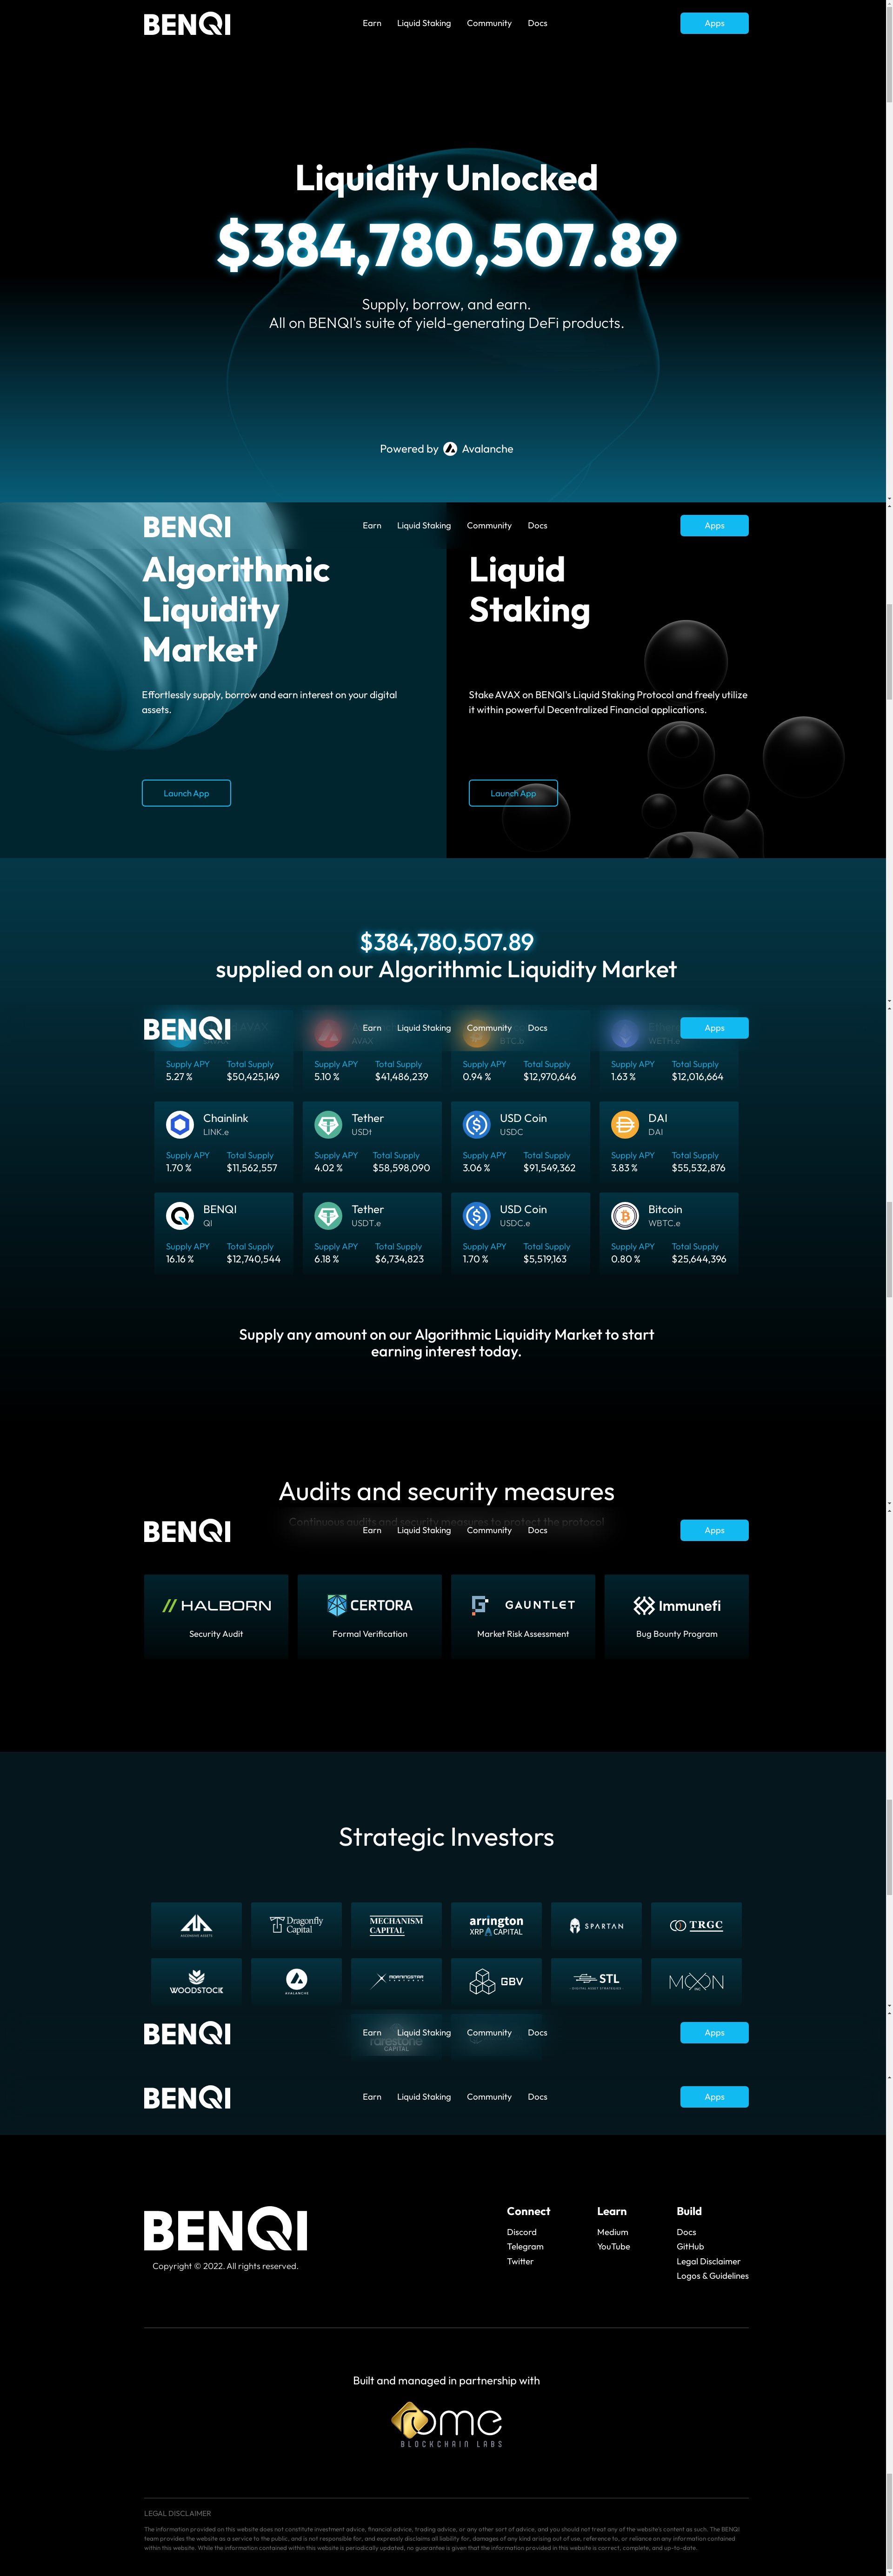 BENQI
Earn Liquid Staking Community Docs Apps
Liquidity Unlocked
$384,780,507.89
Supply, borrow, and earn.
All on BENQI's suite of yield-generating DeFi products.
Powered by Avalanche
BENQI
Earn Liquid Staking Community Docs Apps
Algorithmic
Liquidity
Market
Effortlessly supply, borrow and earn interest on your digital
assets.
Launch App
Liquid
Staking
Stake AVAX on BENQI's Liquid Staking Protocol and freely utilize
it within powerful Decentralized Financial applications.
Launch App
$384,780,507.89
supplied on our Algorithmic Liquidity Market
BENQI
Earn Liquid Staking Community Docs Apps
AVAX BTC.b WETH.e
Supply APY Total Supply Supply APY Total Supply Supply APY Total Supply Supply APY Total Supply
5.27 % $50,425,149 5.10 % $41,486,239 0.94 % $12,970,646 1.63 % $12,016,664
Chainlink Tether USD Coin DAI
LINK.e USDt USDC DAI
Supply APY Total Supply Supply APY Total Supply Supply APY Total Supply Supply APY Total Supply
1.70 % $11,562,557 4.02 % $58,598,090 3.06 % $91,549,362 3.83 % $55,532,876
BENQI Tether USD Coin Bitcoin
QI USDT.e USDC.e WBTC.e
Supply APY Total Supply Supply APY Total Supply Supply APY Total Supply Supply APY Total Supply
16.16 % $12,740,544 6.18 % $6,734,823 1.70 % $5,519,163 0.80 % $25,644,396
Supply any amount on our Algorithmic Liquidity Market to start
earning interest today.
Audits and security measures
Continuous audits and security measures to protect the protocol
BENQI
Earn Liquid Staking Community Docs Apps
HALBORN CERTORA GAUNTLET Immunefi
Security Audit Formal Verification Market Risk Assessment Bug Bounty Program
Strategic Investors
ASCENSIVE ASSETS
Dragonfly
Capital
MECHANISM
CAPITAL
arrington
XRP CAPITAL
SPARTAN
TRGC
WOODSTOCK
AVALANCHE
MORNINGSTAR
VENTURES
GBV
STL
DIGITAL ASSET STRATEGIES
MOON
INC
BENQI
Earn Liquid Staking Community Docs Apps
rarestone
CAPITAL
BENQI
Earn Liquid Staking Community Docs Apps
BENQI
Copyright © 2022. All rights reserved.
Connect
Discord
Telegram
Twitter
Learn
Medium
YouTube
Build
Docs
GitHub
Legal Disclaimer
Logos & Guidelines
Built and managed in partnership with
rome
BLOCKCHAIN LABS
LEGAL DISCLAIMER
The information provided on this website does not constitute investment advice, financial advice, trading advice, or any other sort of advice, and you should not treat any of the website's content as such. The BENQI
team provides the website as a service to the public, and is not responsible for, and expressly disclaims all liability for, damages of any kind arising out of use, reference to, or reliance on any information contained
within this website. While the information contained within this website is periodically updated, no guarantee is given that the information provided in this website is correct, complete, and up-to-date.